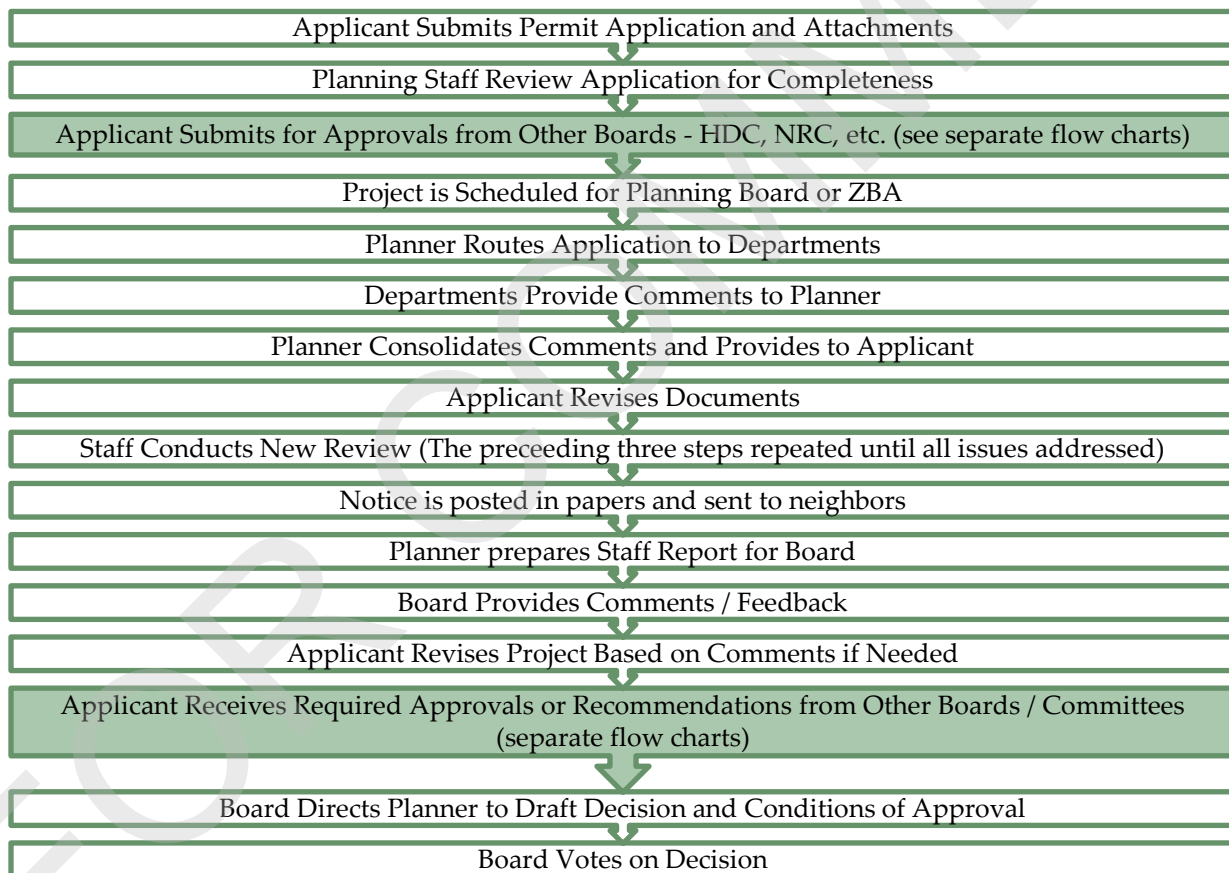 Applicant Submits Permit Application and Attachments
Planning Staff Review Application for Completeness
Applicant Submits for Approvals from Other Boards - HDC, NRC, etc. (see separate flow charts)
Project is Scheduled for Planning Board or ZBA
Planner Routes Application to Departments
Departments Provide Comments to Planner
Planner Consolidates Comments and Provides to Applicant
Applicant Revises Documents
Staff Conducts New Review (The preceeding three steps repeated until all issues addressed)
Notice is posted in papers and sent to neighbors
Planner prepares Staff Report for Board
Board Provides Comments / Feedback
Applicant Revises Project Based on Comments if Needed
Applicant Receives Required Approvals or Recommendations from Other Boards / Committees
(separate flow charts)
Board Directs Planner to Draft Decision and Conditions of Approval
Board Votes on Decision
FOR COMM